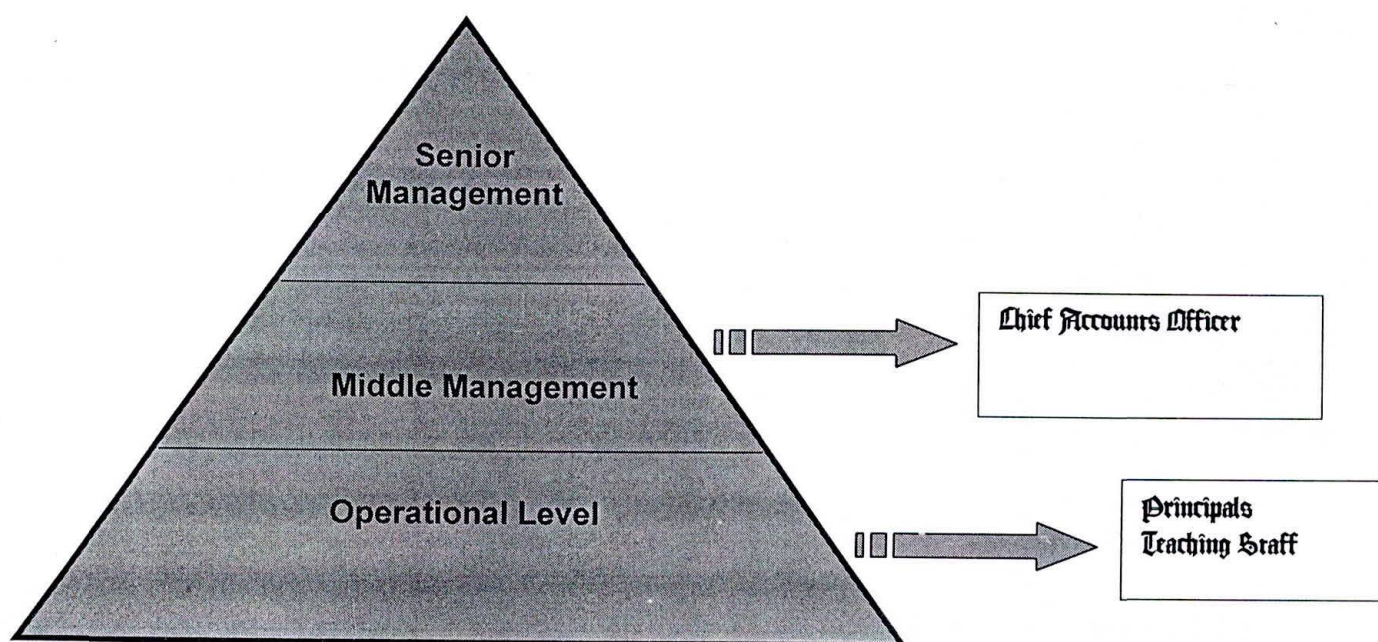 Senior
Management
Chief Accounts Officer
Middle Management
Operational Level
Principals
Teaching Staff